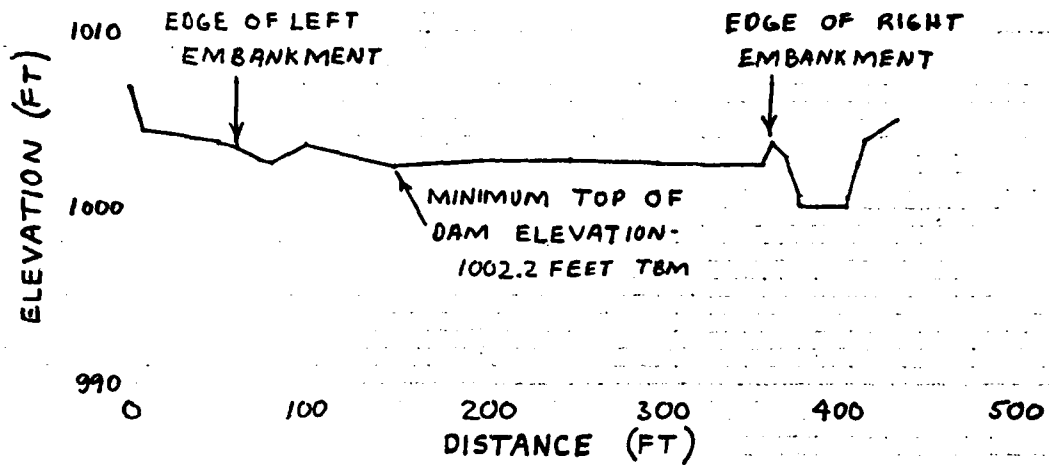 1010
EDGE OF LEFT
EMBANKMENT
EDGE OF RIGHT
EMBANKMENT
ELEVATION (FT)
1000
MINIMUM TOP OF
DAM ELEVATION-
1002.2 FEET TBM
990
0 100 200 300 400 500
DISTANCE (FT)